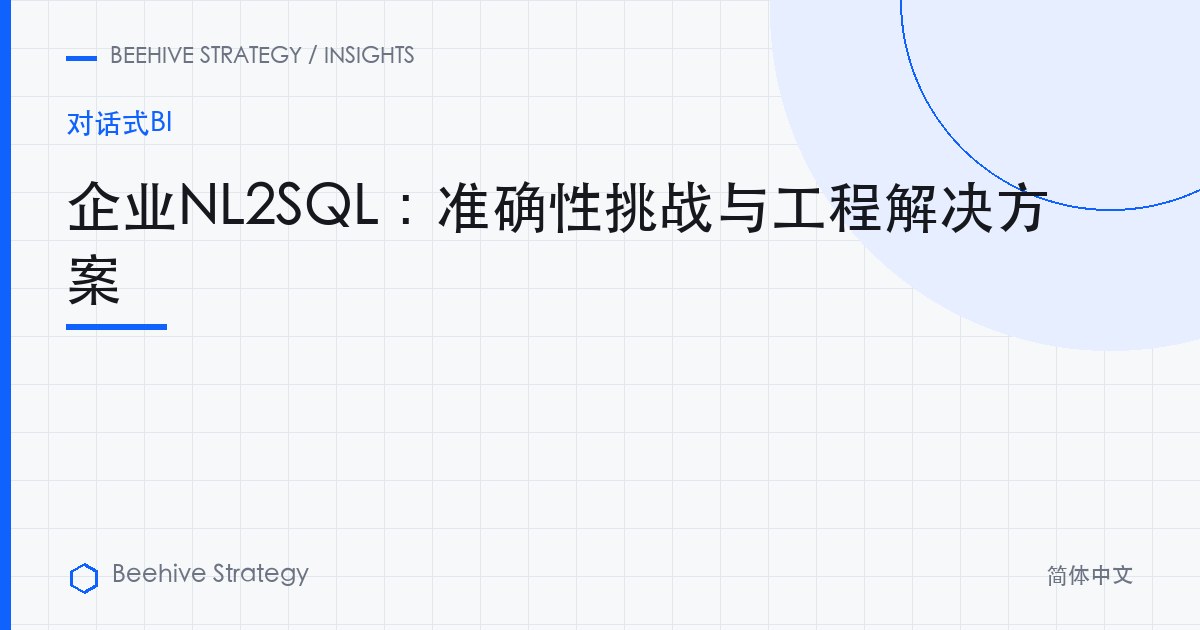 BEEHIVE STRATEGY / INSIGHTS
对话式BI
企业NL2SQL：准确性挑战与工程解决方
案
Beehive Strategy
简体中文